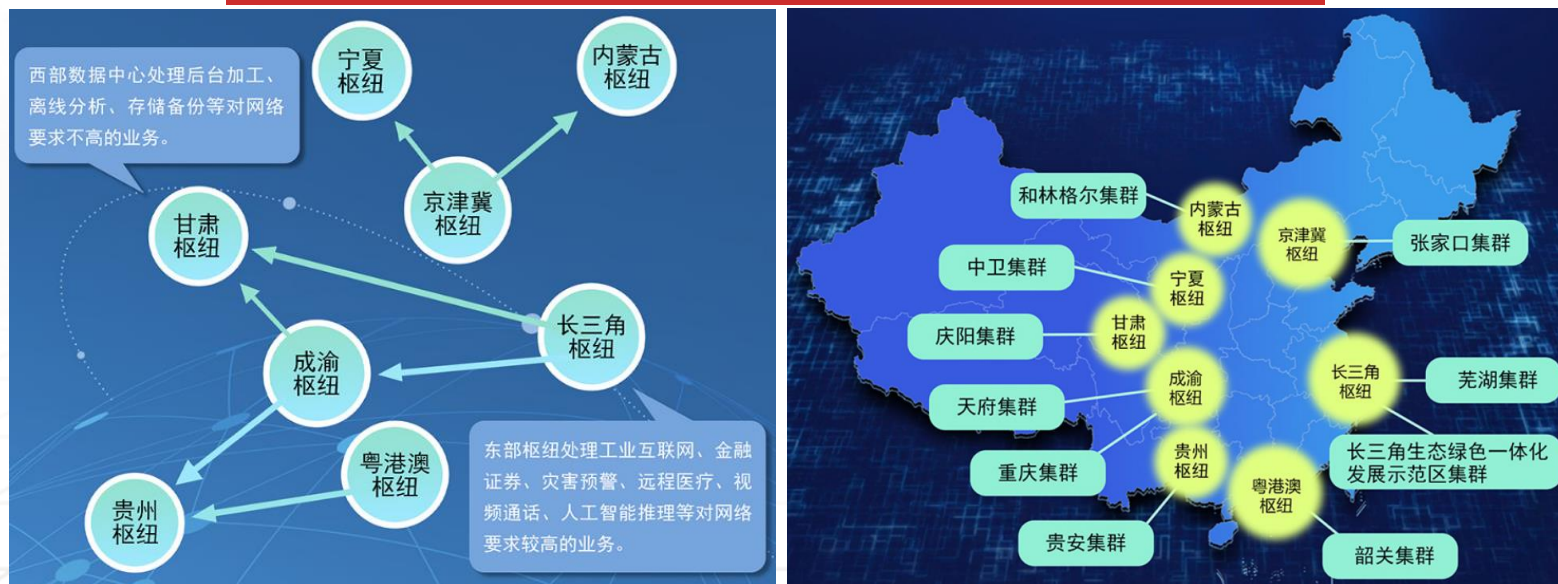 西部数据中心处理后台加工、
离线分析、存储备份等对网络
要求不高的业务。
宁夏
枢纽
内蒙古
枢纽
京津冀
枢纽
甘肃
枢纽
长三角
枢纽
成渝
枢纽
粤港澳
枢纽
贵州
枢纽
东部枢纽处理工业互联网、金融
证券、灾害预警、远程医疗、视
频通话、人工智能推理等对网络
要求较高的业务。
和林格尔集群
内蒙古
枢纽
京津冀
枢纽
张家口集群
中卫集群
宁夏
枢纽
庆阳集群
甘肃
枢纽
成渝
枢纽
长三角
枢纽
芜湖集群
天府集群
长三角生态绿色一体化
发展示范区集群
重庆集群
贵州
枢纽
粤港澳
枢纽
贵安集群
韶关集群